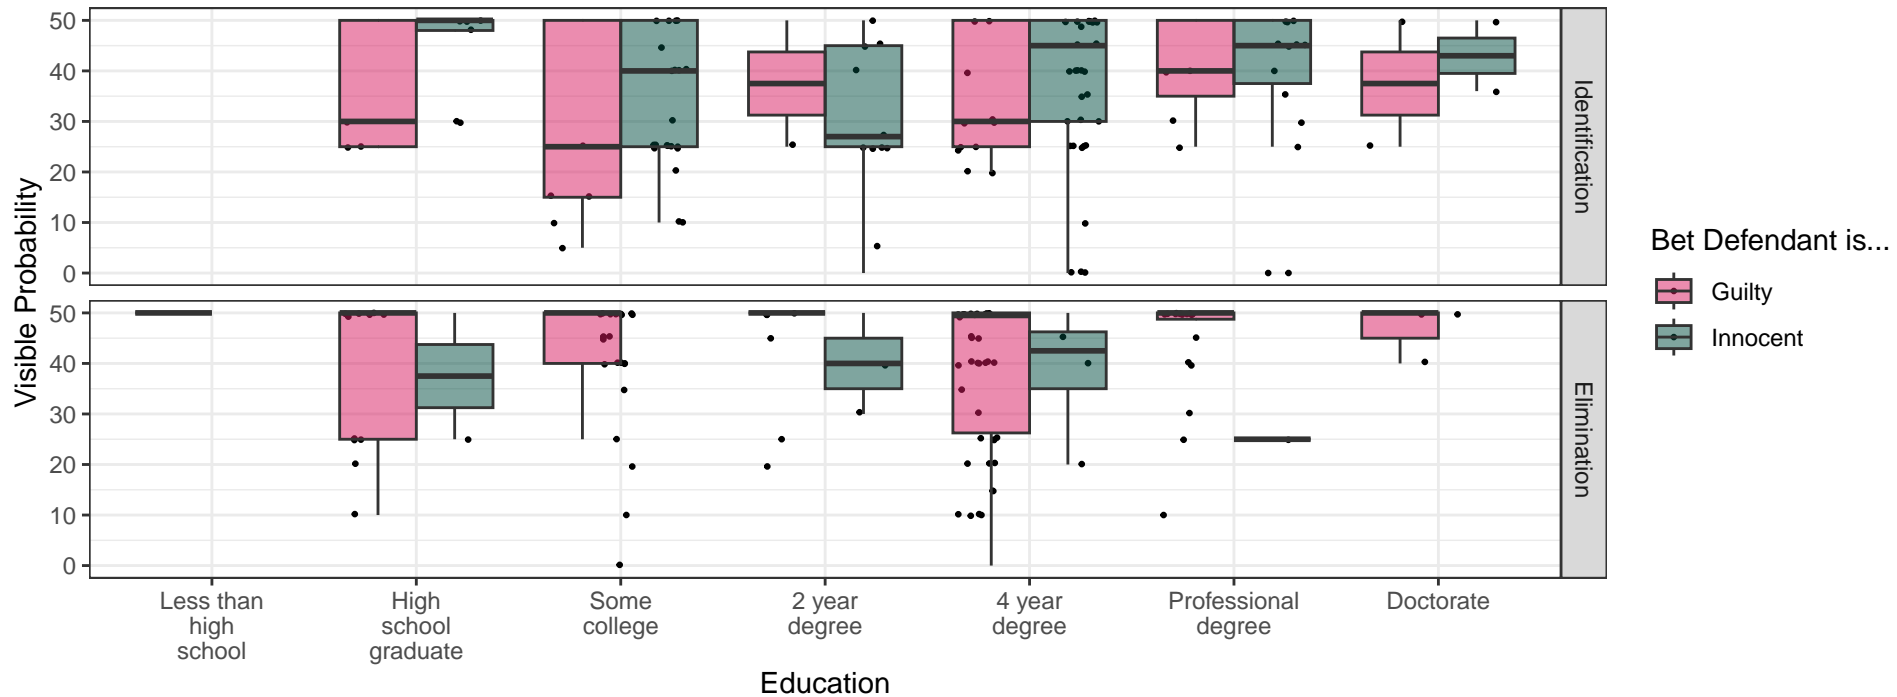 Visible Probability
50
40
30
20
10
0
Identification
50
40
30
20
10
0
Elimination
Less than
high
school
High
school
graduate
Some
college
2 year
degree
4 year
degree
Professional
degree
Doctorate
Education
Bet Defendant is...
Guilty
Innocent